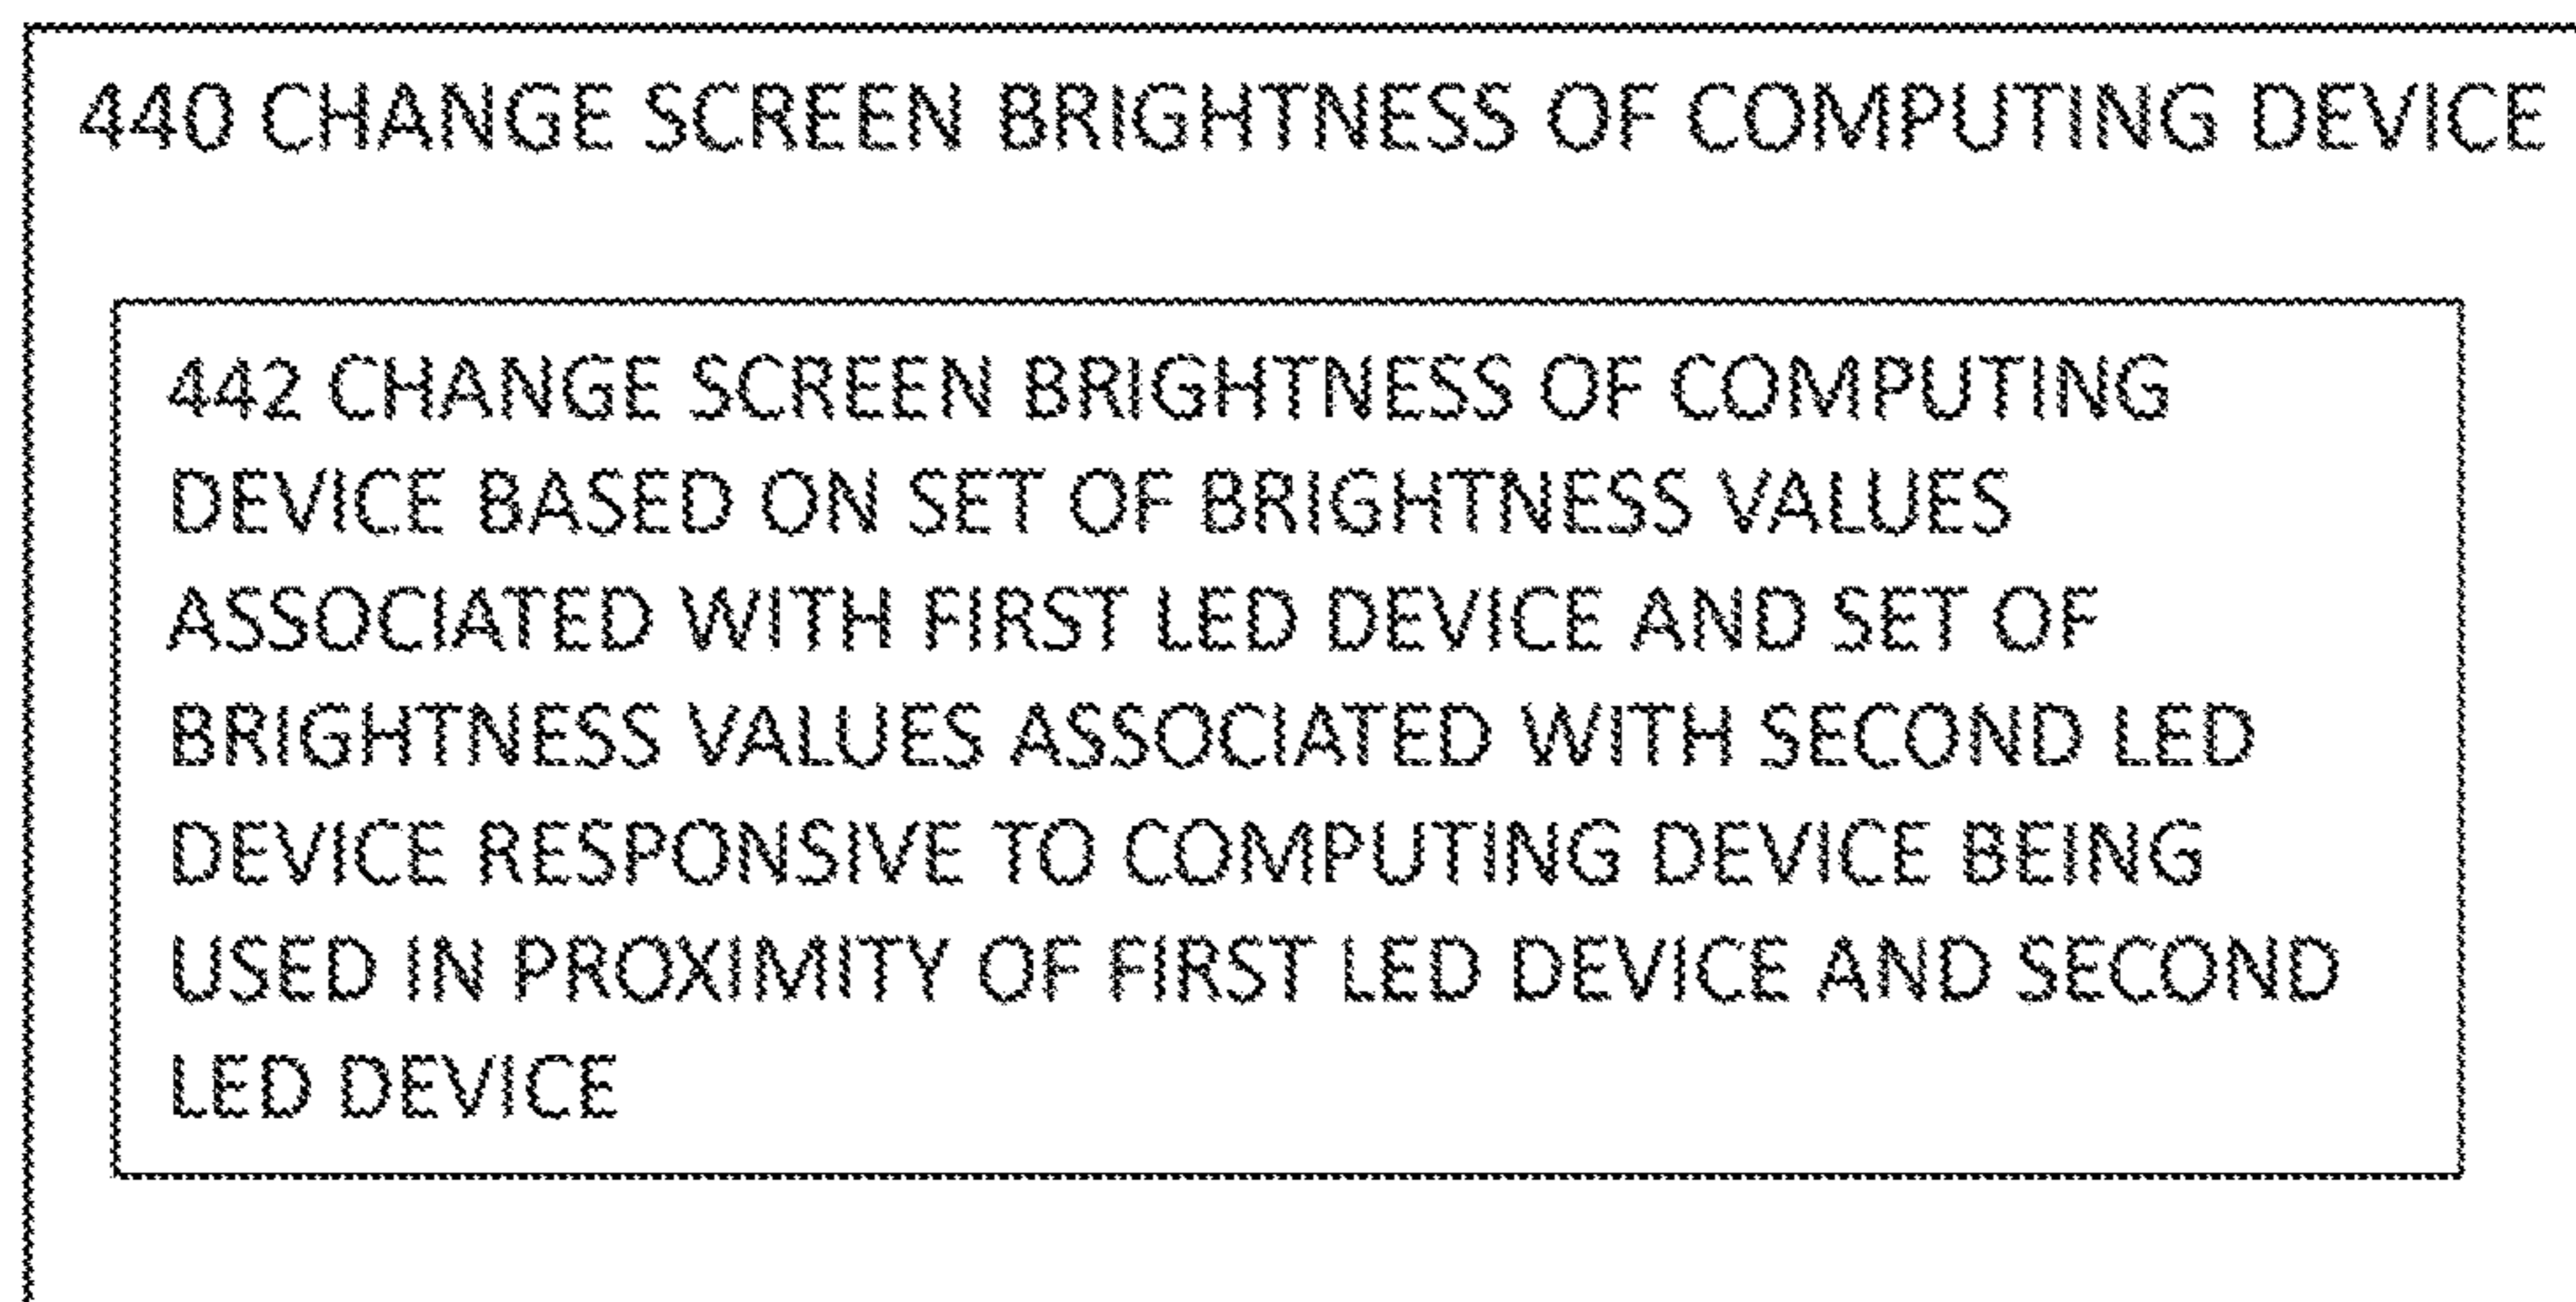 440 CHANGE SCREEN BRIGHTNESS OF COMPUTING DEVICE
442 CHANGE SCREEN BRIGHTNESS OF COMPUTING
DEVICE BASED ON SET OF BRIGHTNESS VALUES
ASSOCIATED WITH FIRST LED DEVICE AND SET OF
BRIGHTNESS VALUES ASSOCIATED WITH SECOND LED
DEVICE RESPONSIVE TO COMPUTING DEVICE BEING
USED IN PROXIMITY OF FIRST LED DEVICE AND SECOND
LED DEVICE